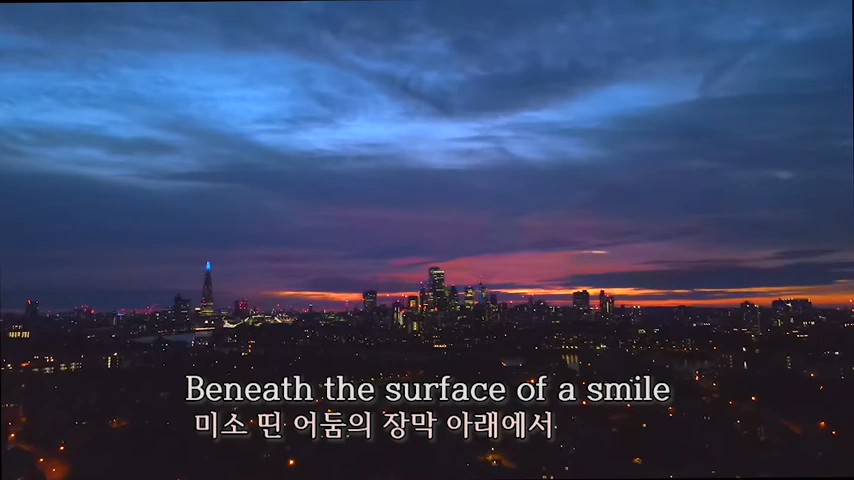 Beneath the surface of a smile
미소 띤 어둠의 장막 아래에서